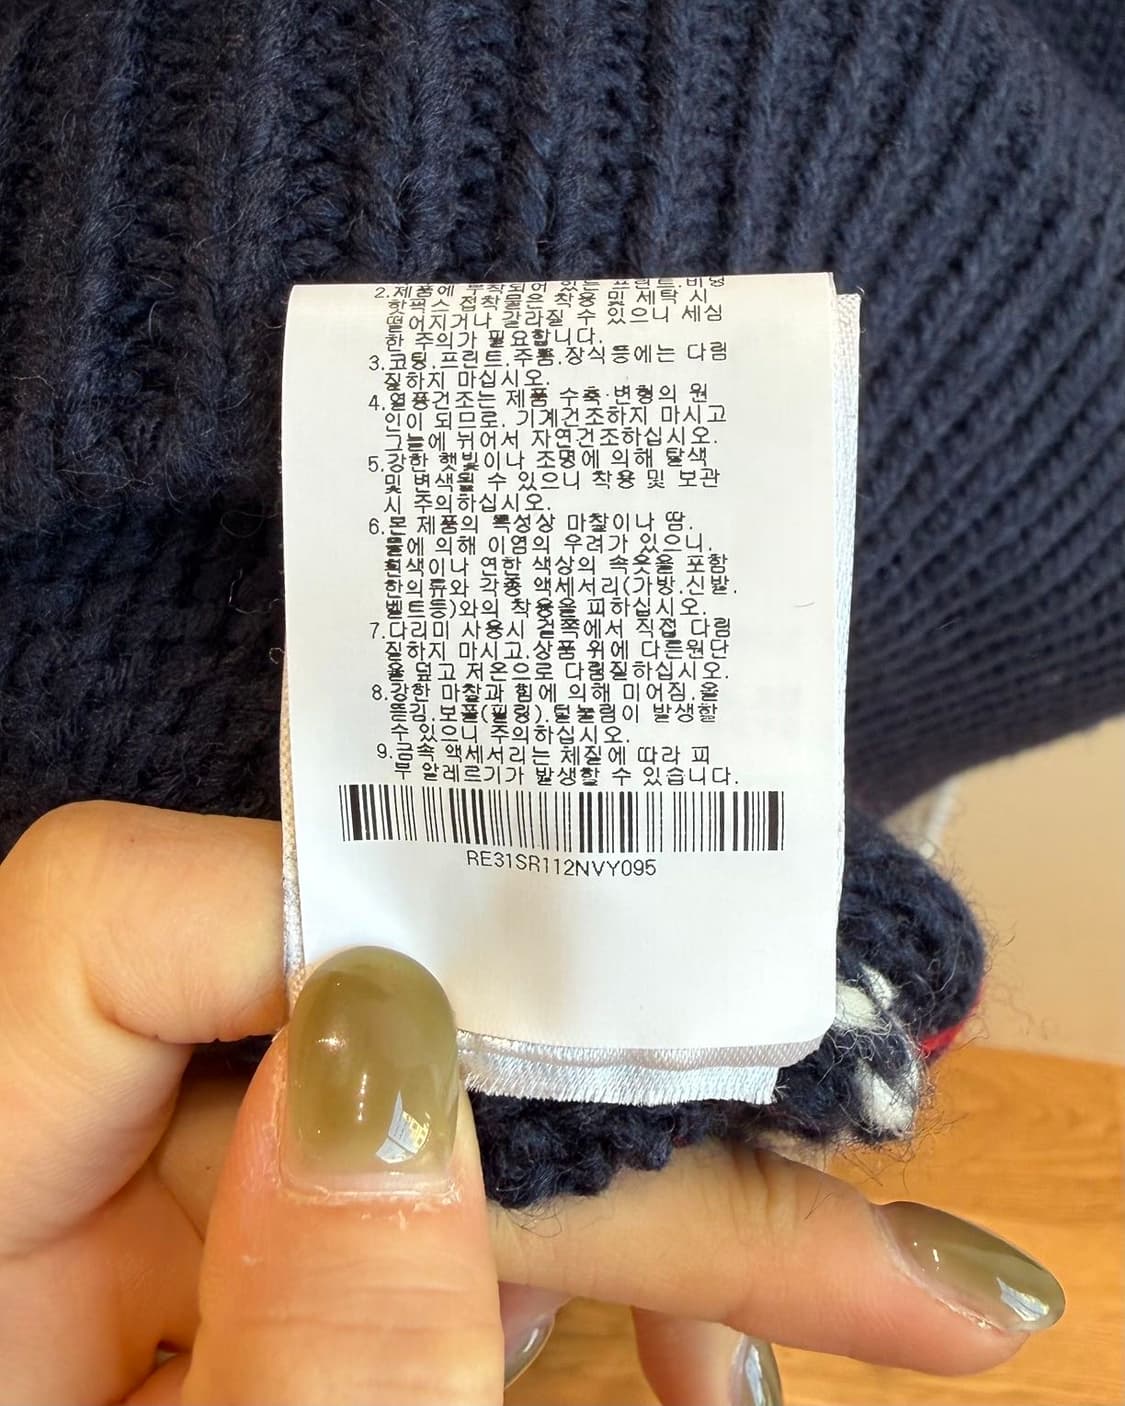 2.제품에 부착되어 있는 프린트.비닝
핫픽스 접착물은 착용 및 세탁 시
떨어지거나 갈라질 수 있으니 세심
한 주의가 필요합니다.
3.코팅.프린트.주름.장식등에는 다림
질하지 마십시오.
4.열풍건조는 제품 수축·변형의 원
인이 되므로. 기계건조하지 마시고
그늘에 뉘어서 자연건조하십시오.
5.강한 햇빛이나 조명에 의해 탈색
및 변색될 수 있으니 착용 및 보관
시 주의하십시오.
6.본 제품의 특성상 마찰이나 땀.
물에 의해 이염의 우려가 있으니.
흰색이나 연한 색상의 속옷을 포함
한의류와 각종 액세서리(가방.신발.
벨트등)와의 착용을 피하십시오.
7.다리미 사용시 겉쪽에서 직접 다림
질하지 마시고.상품 위에 다른원단
을 덮고 저온으로 다림질하십시오.
8.강한 마찰과 힘에 의해 미어짐.올
뜯김.보풀(필링).털눌림이 발생할
수 있으니 주의하십시오.
9.금속 액세서리는 체질에 따라 피
부 알레르기가 발생할 수 있습니다.
RE31SR112NVY095